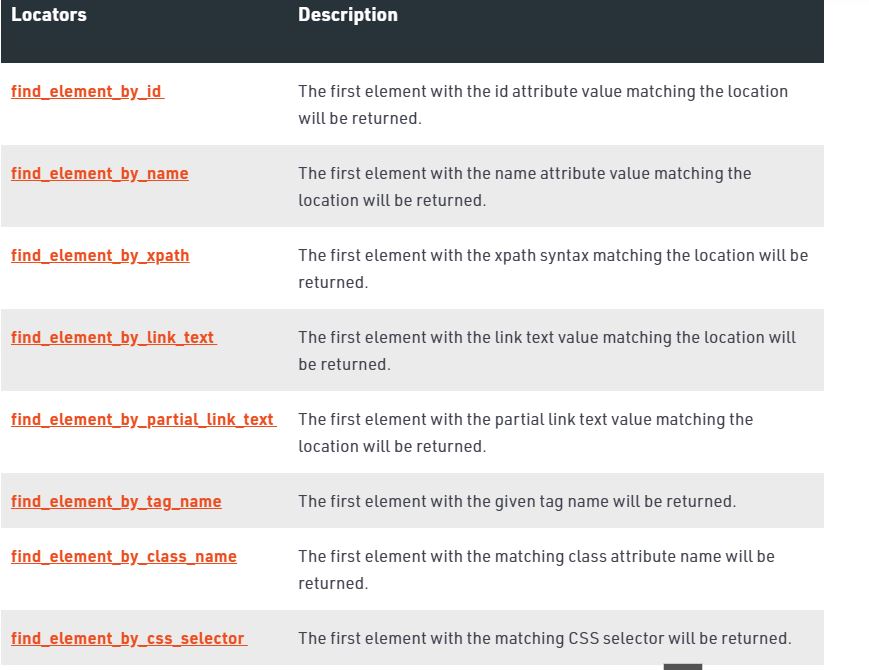 Locators Description
find_element_by_id The first element with the id attribute value matching the location
will be returned.
find_element_by_name The first element with the name attribute value matching the
location will be returned.
find_element_by_xpath The first element with the xpath syntax matching the location will be
returned.
find_element_by_link_text The first element with the link text value matching the location will
be returned.
find_element_by_partial_link_text The first element with the partial link text value matching the
location will be returned.
find_element_by_tag_name The first element with the given tag name will be returned.
find_element_by_class_name The first element with the matching class attribute name will be
returned.
find_element_by_css_selector The first element with the matching CSS selector will be returned.